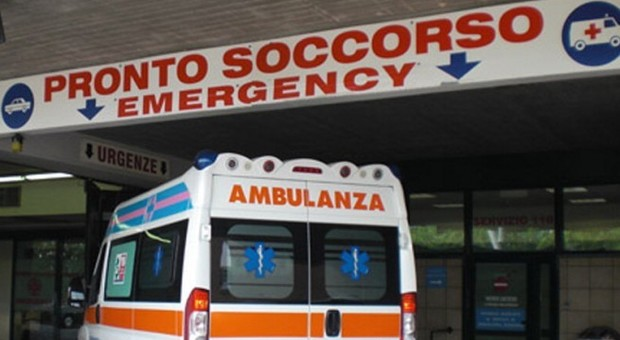 PRONTO SOCCORSO
EMERGENCY
URGENZE
AMBULANZA
SERVIZIO 118